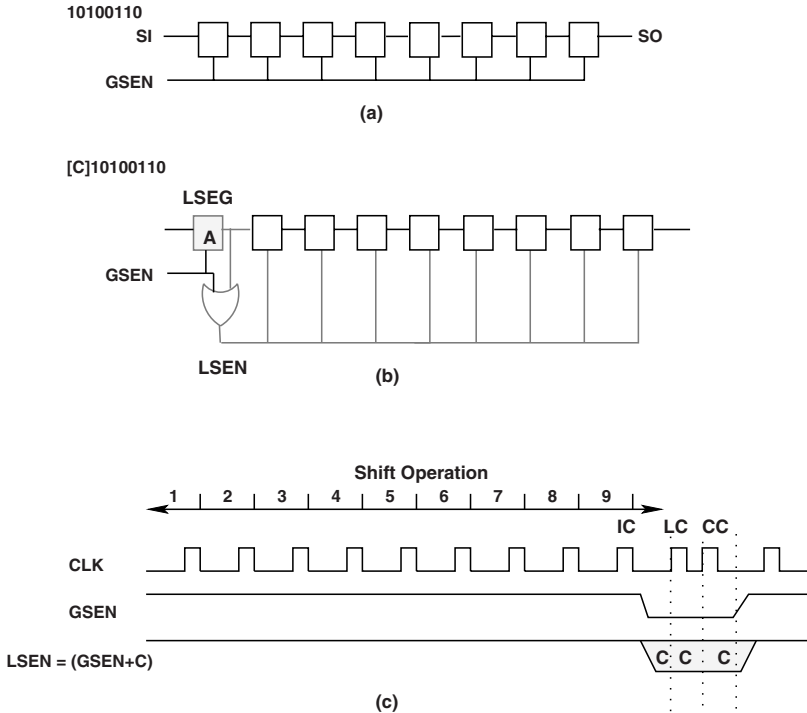 10100110
SI SO
GSEN
(a)
[C]10100110
LSEG
A
GSEN
LSEN
(b)
Shift Operation
1 2 3 4 5 6 7 8 9
IC LC CC
CLK
GSEN
LSEN = (GSEN+C) C C C
(c)